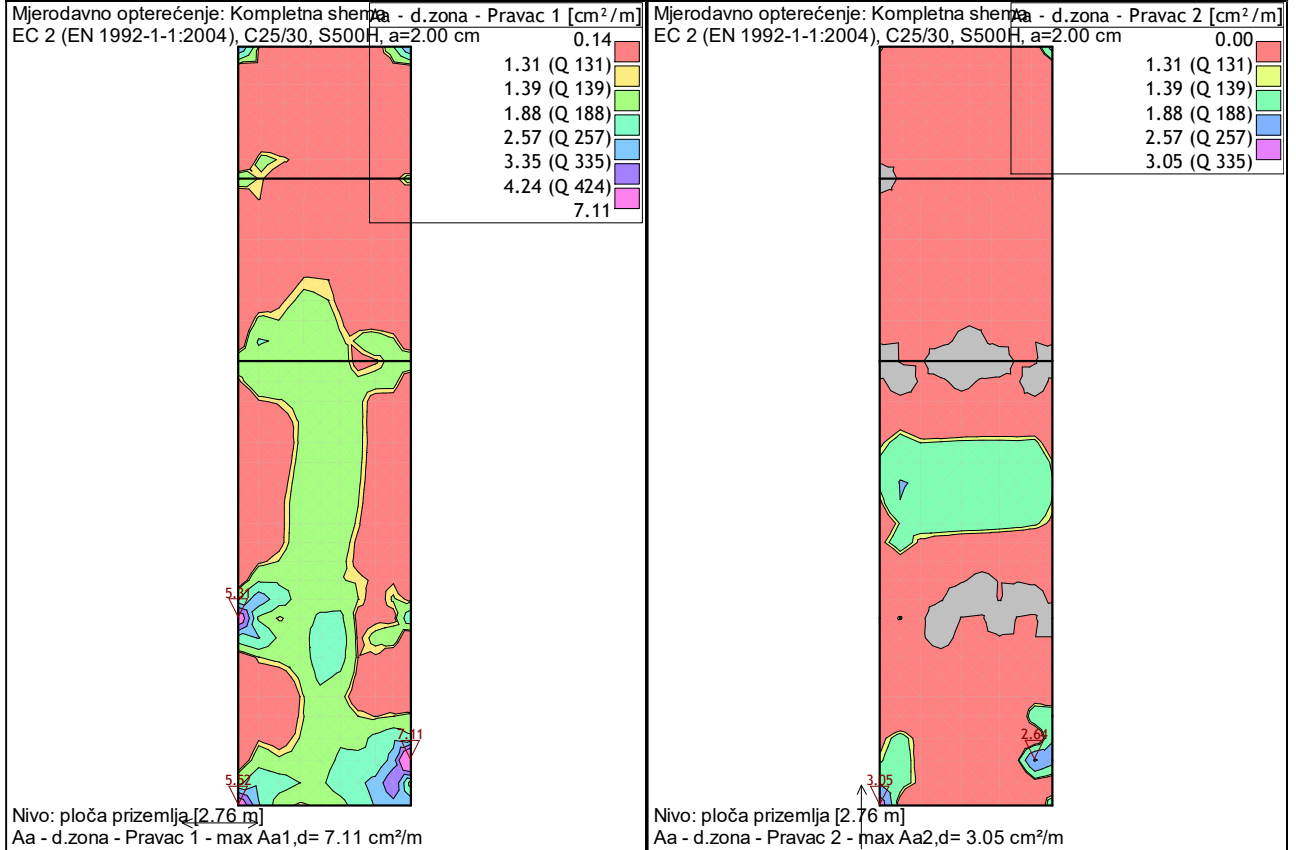 Mjerodavno opterećenje: Kompletna shema
EC 2 (EN 1992-1-1:2004), C25/30, S500H, a=2.00 cm
Aa - d.zona - Pravac 1 [cm²/m]
0.14
1.31 (Q 131)
1.39 (Q 139)
1.88 (Q 188)
2.57 (Q 257)
3.35 (Q 335)
4.24 (Q 424)
7.11
5.31
7.11
5.52
Nivo: ploča prizemlja [2.76 m]
Aa - d.zona - Pravac 1 - max Aa1,d= 7.11 cm²/m
Mjerodavno opterećenje: Kompletna shema
EC 2 (EN 1992-1-1:2004), C25/30, S500H, a=2.00 cm
Aa - d.zona - Pravac 2 [cm²/m]
0.00
1.31 (Q 131)
1.39 (Q 139)
1.88 (Q 188)
2.57 (Q 257)
3.05 (Q 335)
2.64
3.05
Nivo: ploča prizemlja [2.76 m]
Aa - d.zona - Pravac 2 - max Aa2,d= 3.05 cm²/m